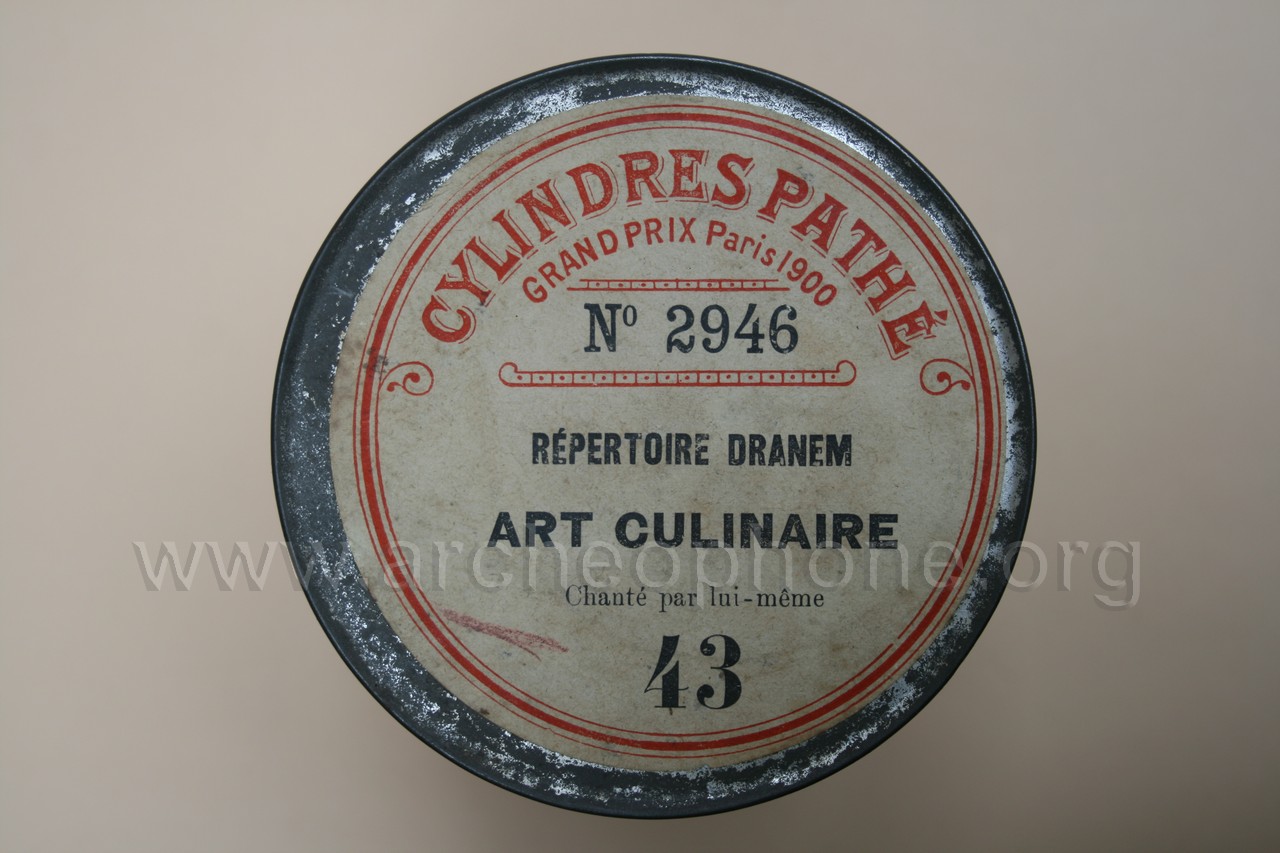 CYLINDRES PATHÉ
GRAND PRIX Paris 1900
Nº 2946
RÉPERTOIRE DRANEM
ART CULINAIRE
www.archeophone.org
Chanté par lui-même
43